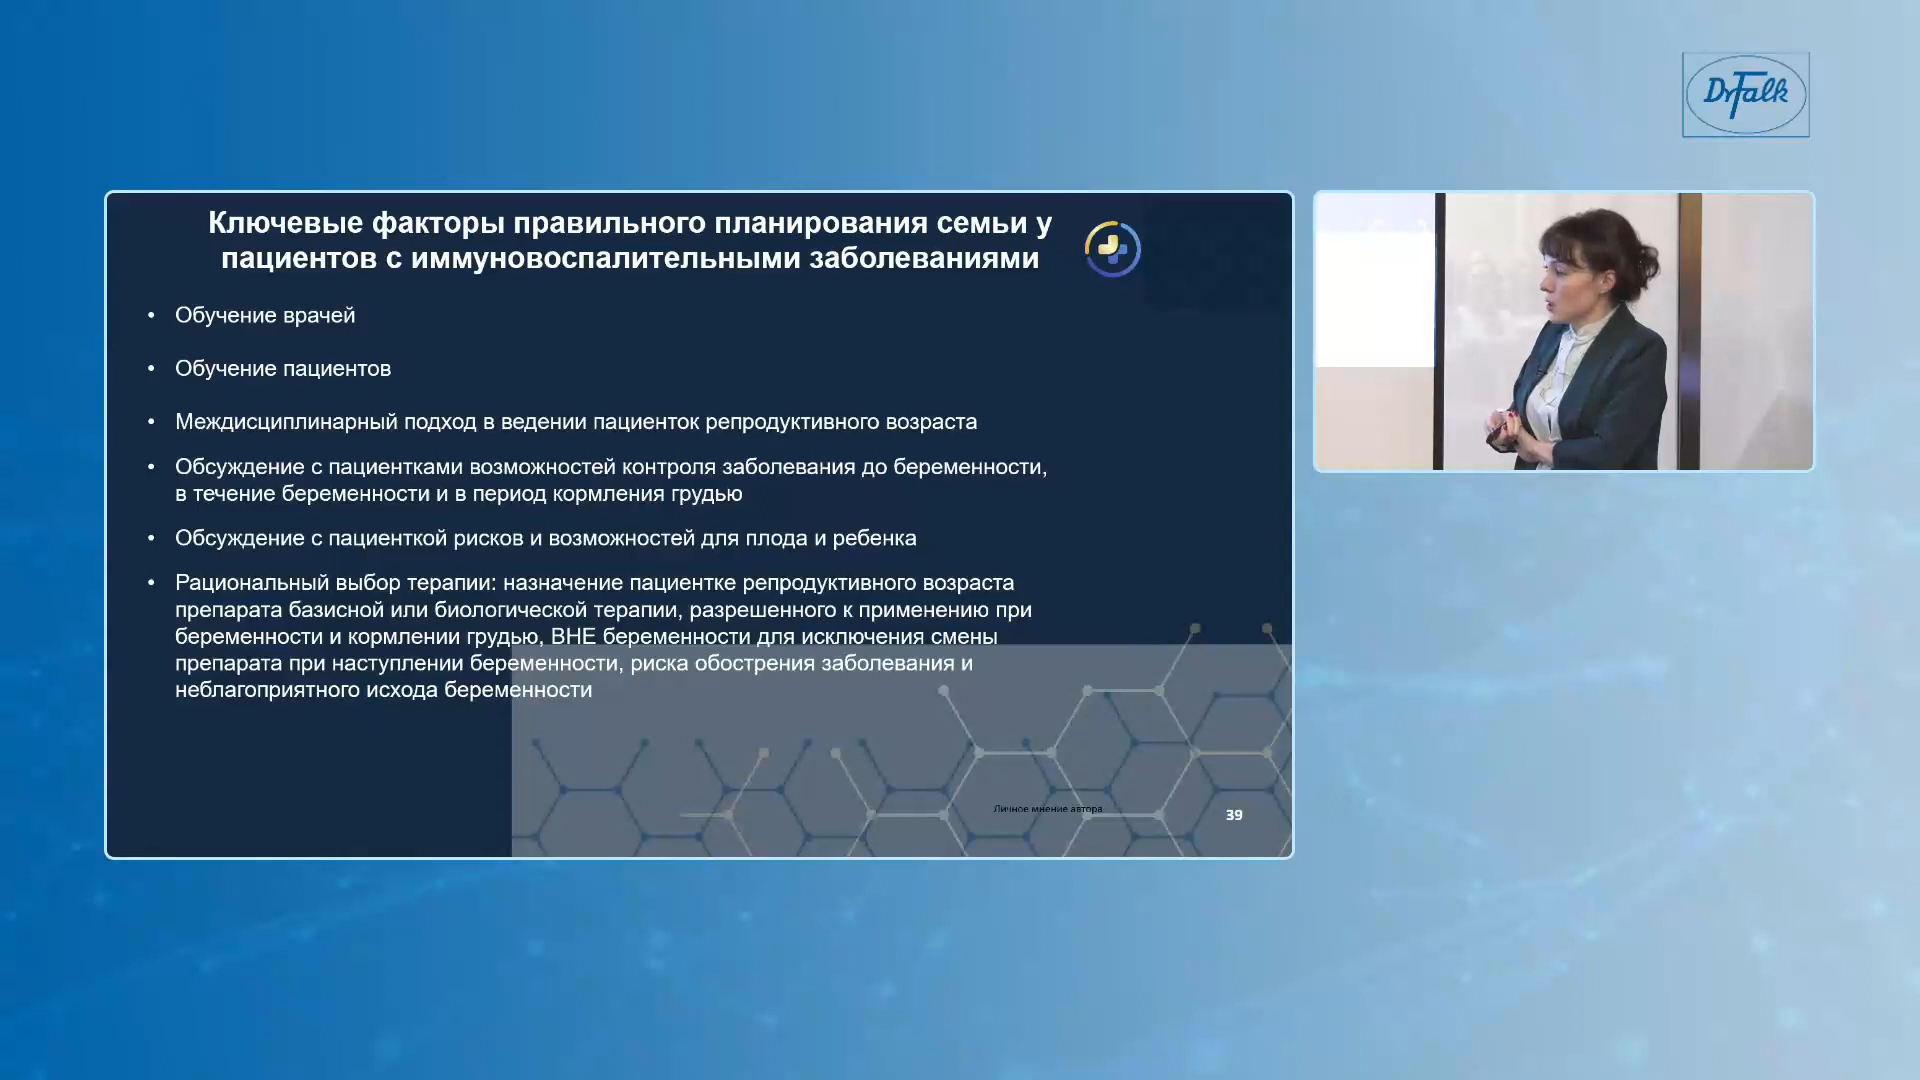 Dr Falk
Ключевые факторы правильного планирования семьи у
пациентов с иммуновоспалительными заболеваниями
• Обучение врачей
• Обучение пациентов
• Междисциплинарный подход в ведении пациенток репродуктивного возраста
• Обсуждение с пациентками возможностей контроля заболевания до беременности,
в течение беременности и в период кормления грудью
• Обсуждение с пациенткой рисков и возможностей для плода и ребенка
• Рациональный выбор терапии: назначение пациентке репродуктивного возраста
препарата базисной или биологической терапии, разрешенного к применению при
беременности и кормлении грудью, ВНЕ беременности для исключения смены
препарата при наступлении беременности, риска обострения заболевания и
неблагоприятного исхода беременности
Личное мнение автора
39